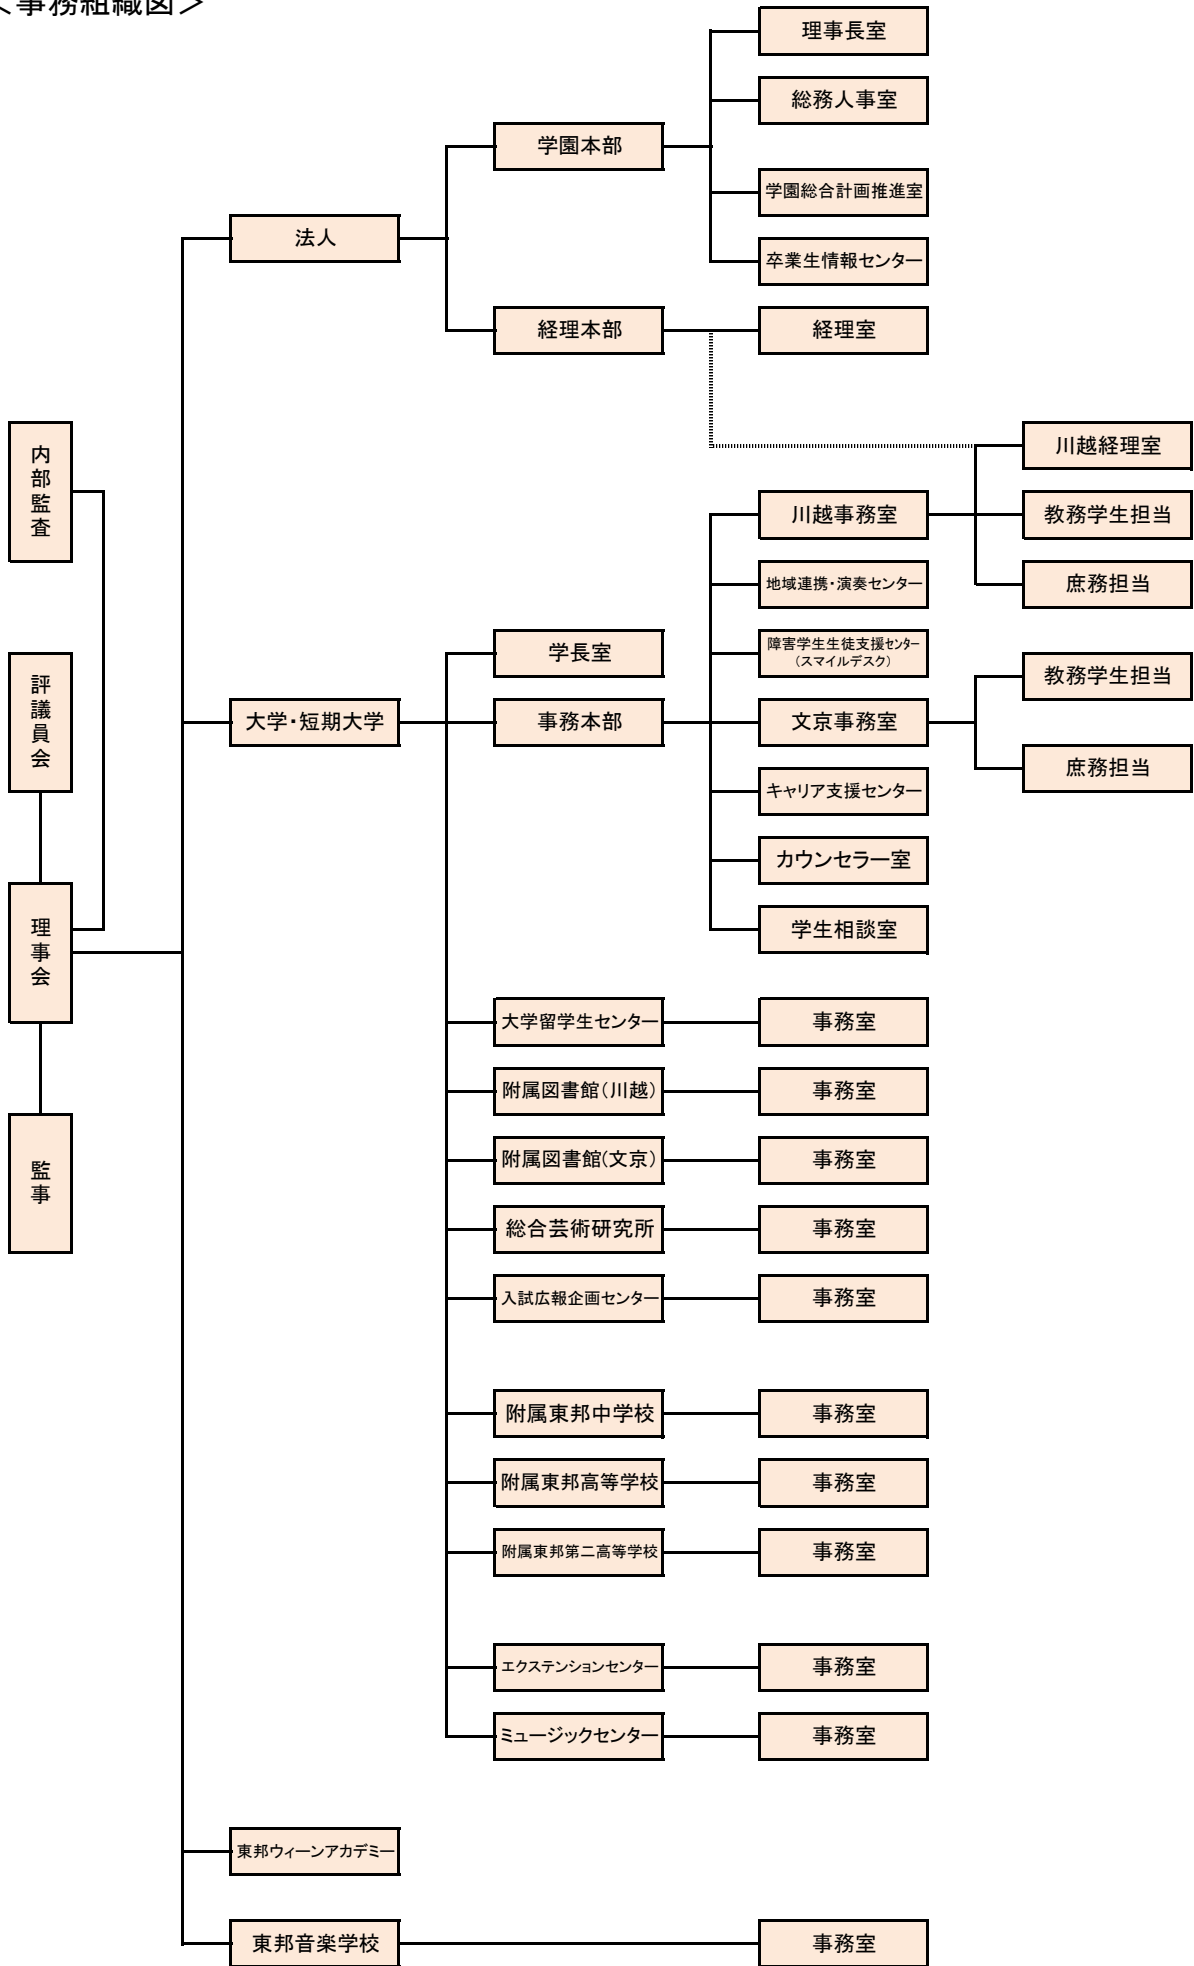 ＜事務組織図＞
理事長室
総務人事室
学園本部
学園総合計画推進室
法人
卒業生情報センター
経理本部
経理室
内部監査
川越経理室
川越事務室
教務学生担当
地域連携・演奏センター
庶務担当
学長室
障害学生生徒支援センター
（スマイルデスク）
評議員会
教務学生担当
大学・短期大学
事務本部
文京事務室
庶務担当
キャリア支援センター
カウンセラー室
理事会
学生相談室
大学留学生センター
事務室
附属図書館（川越）
事務室
附属図書館（文京）
事務室
監事
総合芸術研究所
事務室
入試広報企画センター
事務室
附属東邦中学校
事務室
附属東邦高等学校
事務室
附属東邦第二高等学校
事務室
エクステンションセンター
事務室
ミュージックセンター
事務室
東邦ウィーンアカデミー
東邦音楽学校
事務室